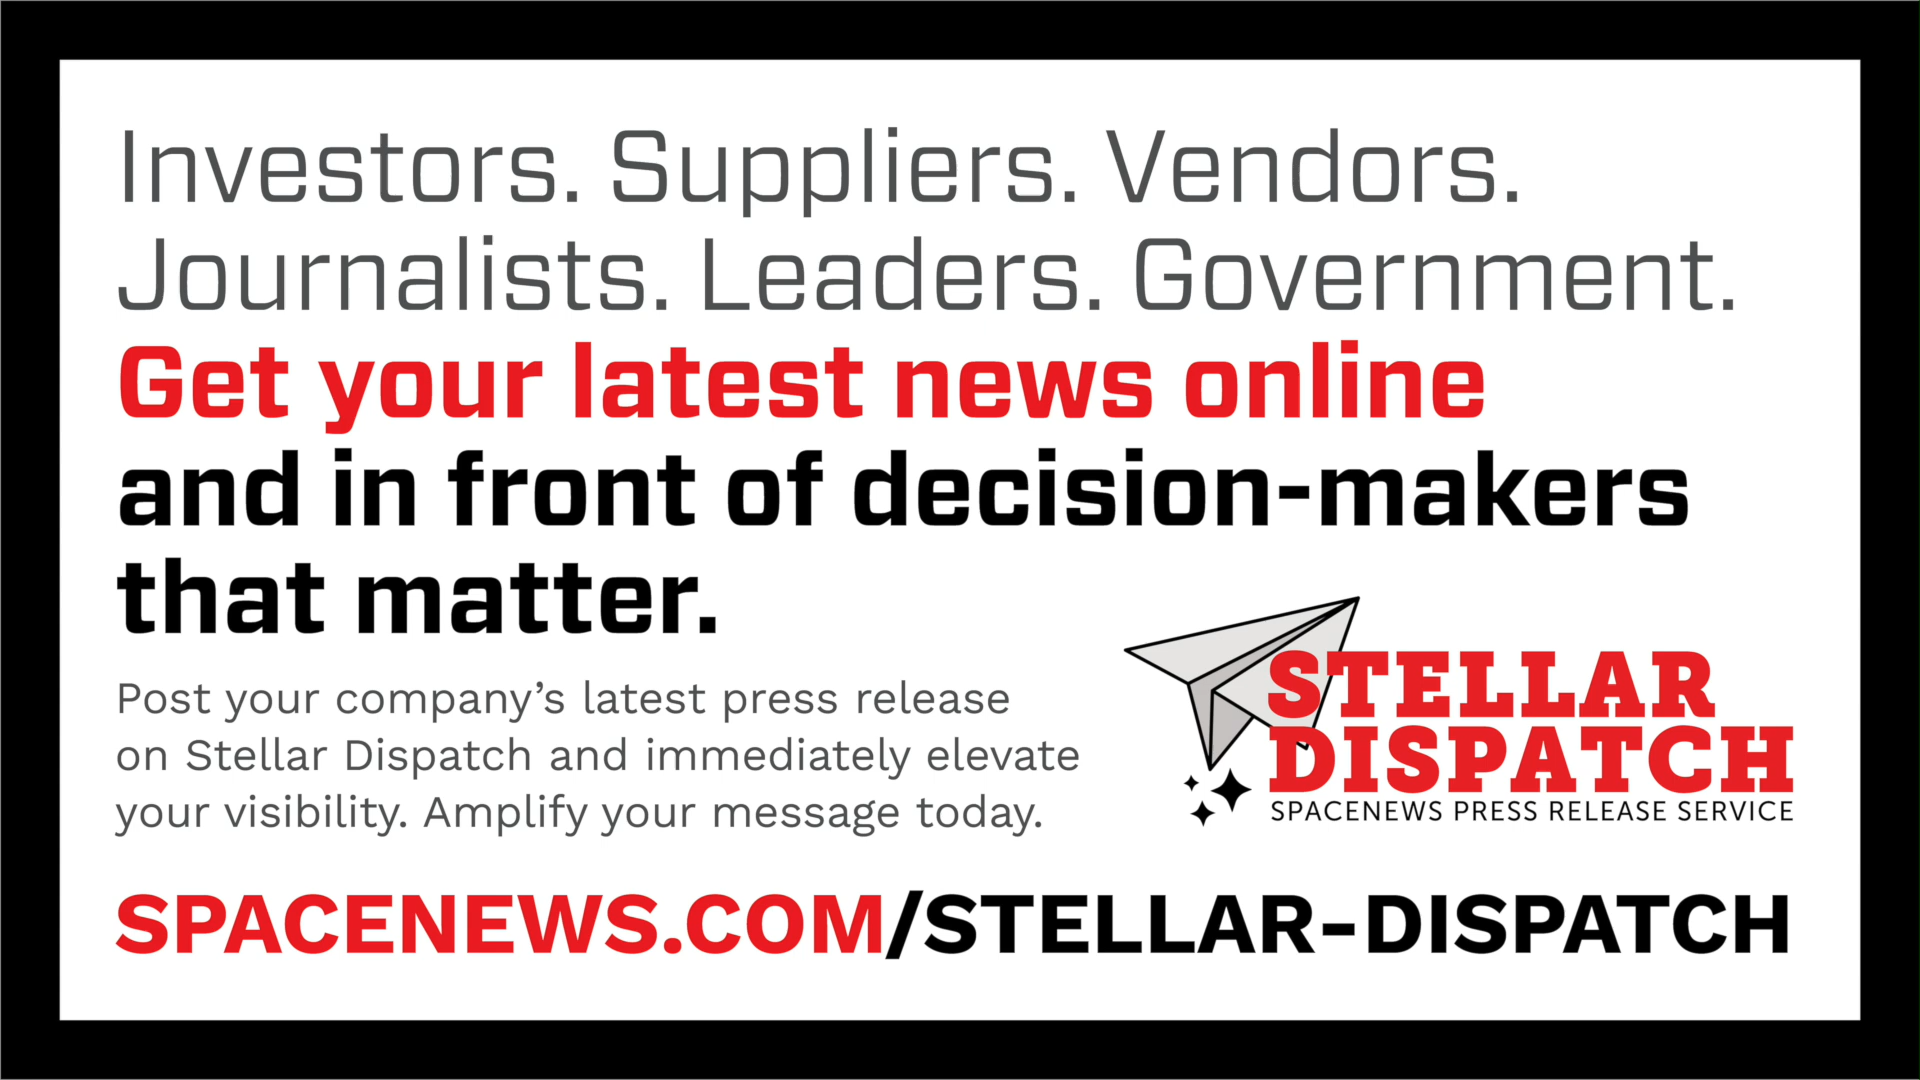 Investors. Suppliers. Vendors.
Journalists. Leaders. Government.
Get your latest news online
and in front of decision-makers
that matter.
Post your company’s latest press release
on Stellar Dispatch and immediately elevate
your visibility. Amplify your message today.
STELLAR
DISPATCH
SPACENEWS PRESS RELEASE SERVICE
SPACENEWS.COM/STELLAR-DISPATCH